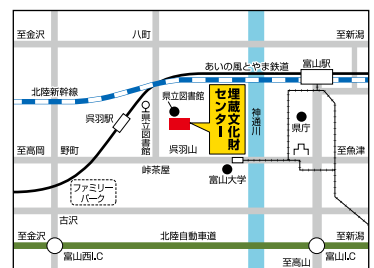 至金沢
八町
至新潟
あいの風とやま鉄道
富山駅
北陸新幹線
県立図書館
埋蔵文化財
センター
呉羽駅
県立図書館
神通川
県庁
至高岡
野町
呉羽山
至魚津
峠茶屋
富山大学
ファミリー
パーク
古沢
至金沢
北陸自動車道
至新潟
富山西I.C
至高山
富山I.C